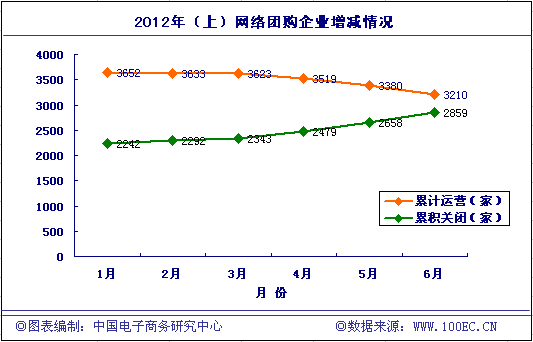 2012年（上）网络团购企业增减情况
4000
3500
3000
2500
2000
1500
1000
500
0
3652
3633
3623
3519
3380
3210
2242
2292
2343
2479
2658
2859
累计运营（家）
累积关闭（家）
1月
2月
3月
4月
5月
6月
月 份
◎图表编制：中国电子商务研究中心
◎数据来源：WWW.100EC.CN